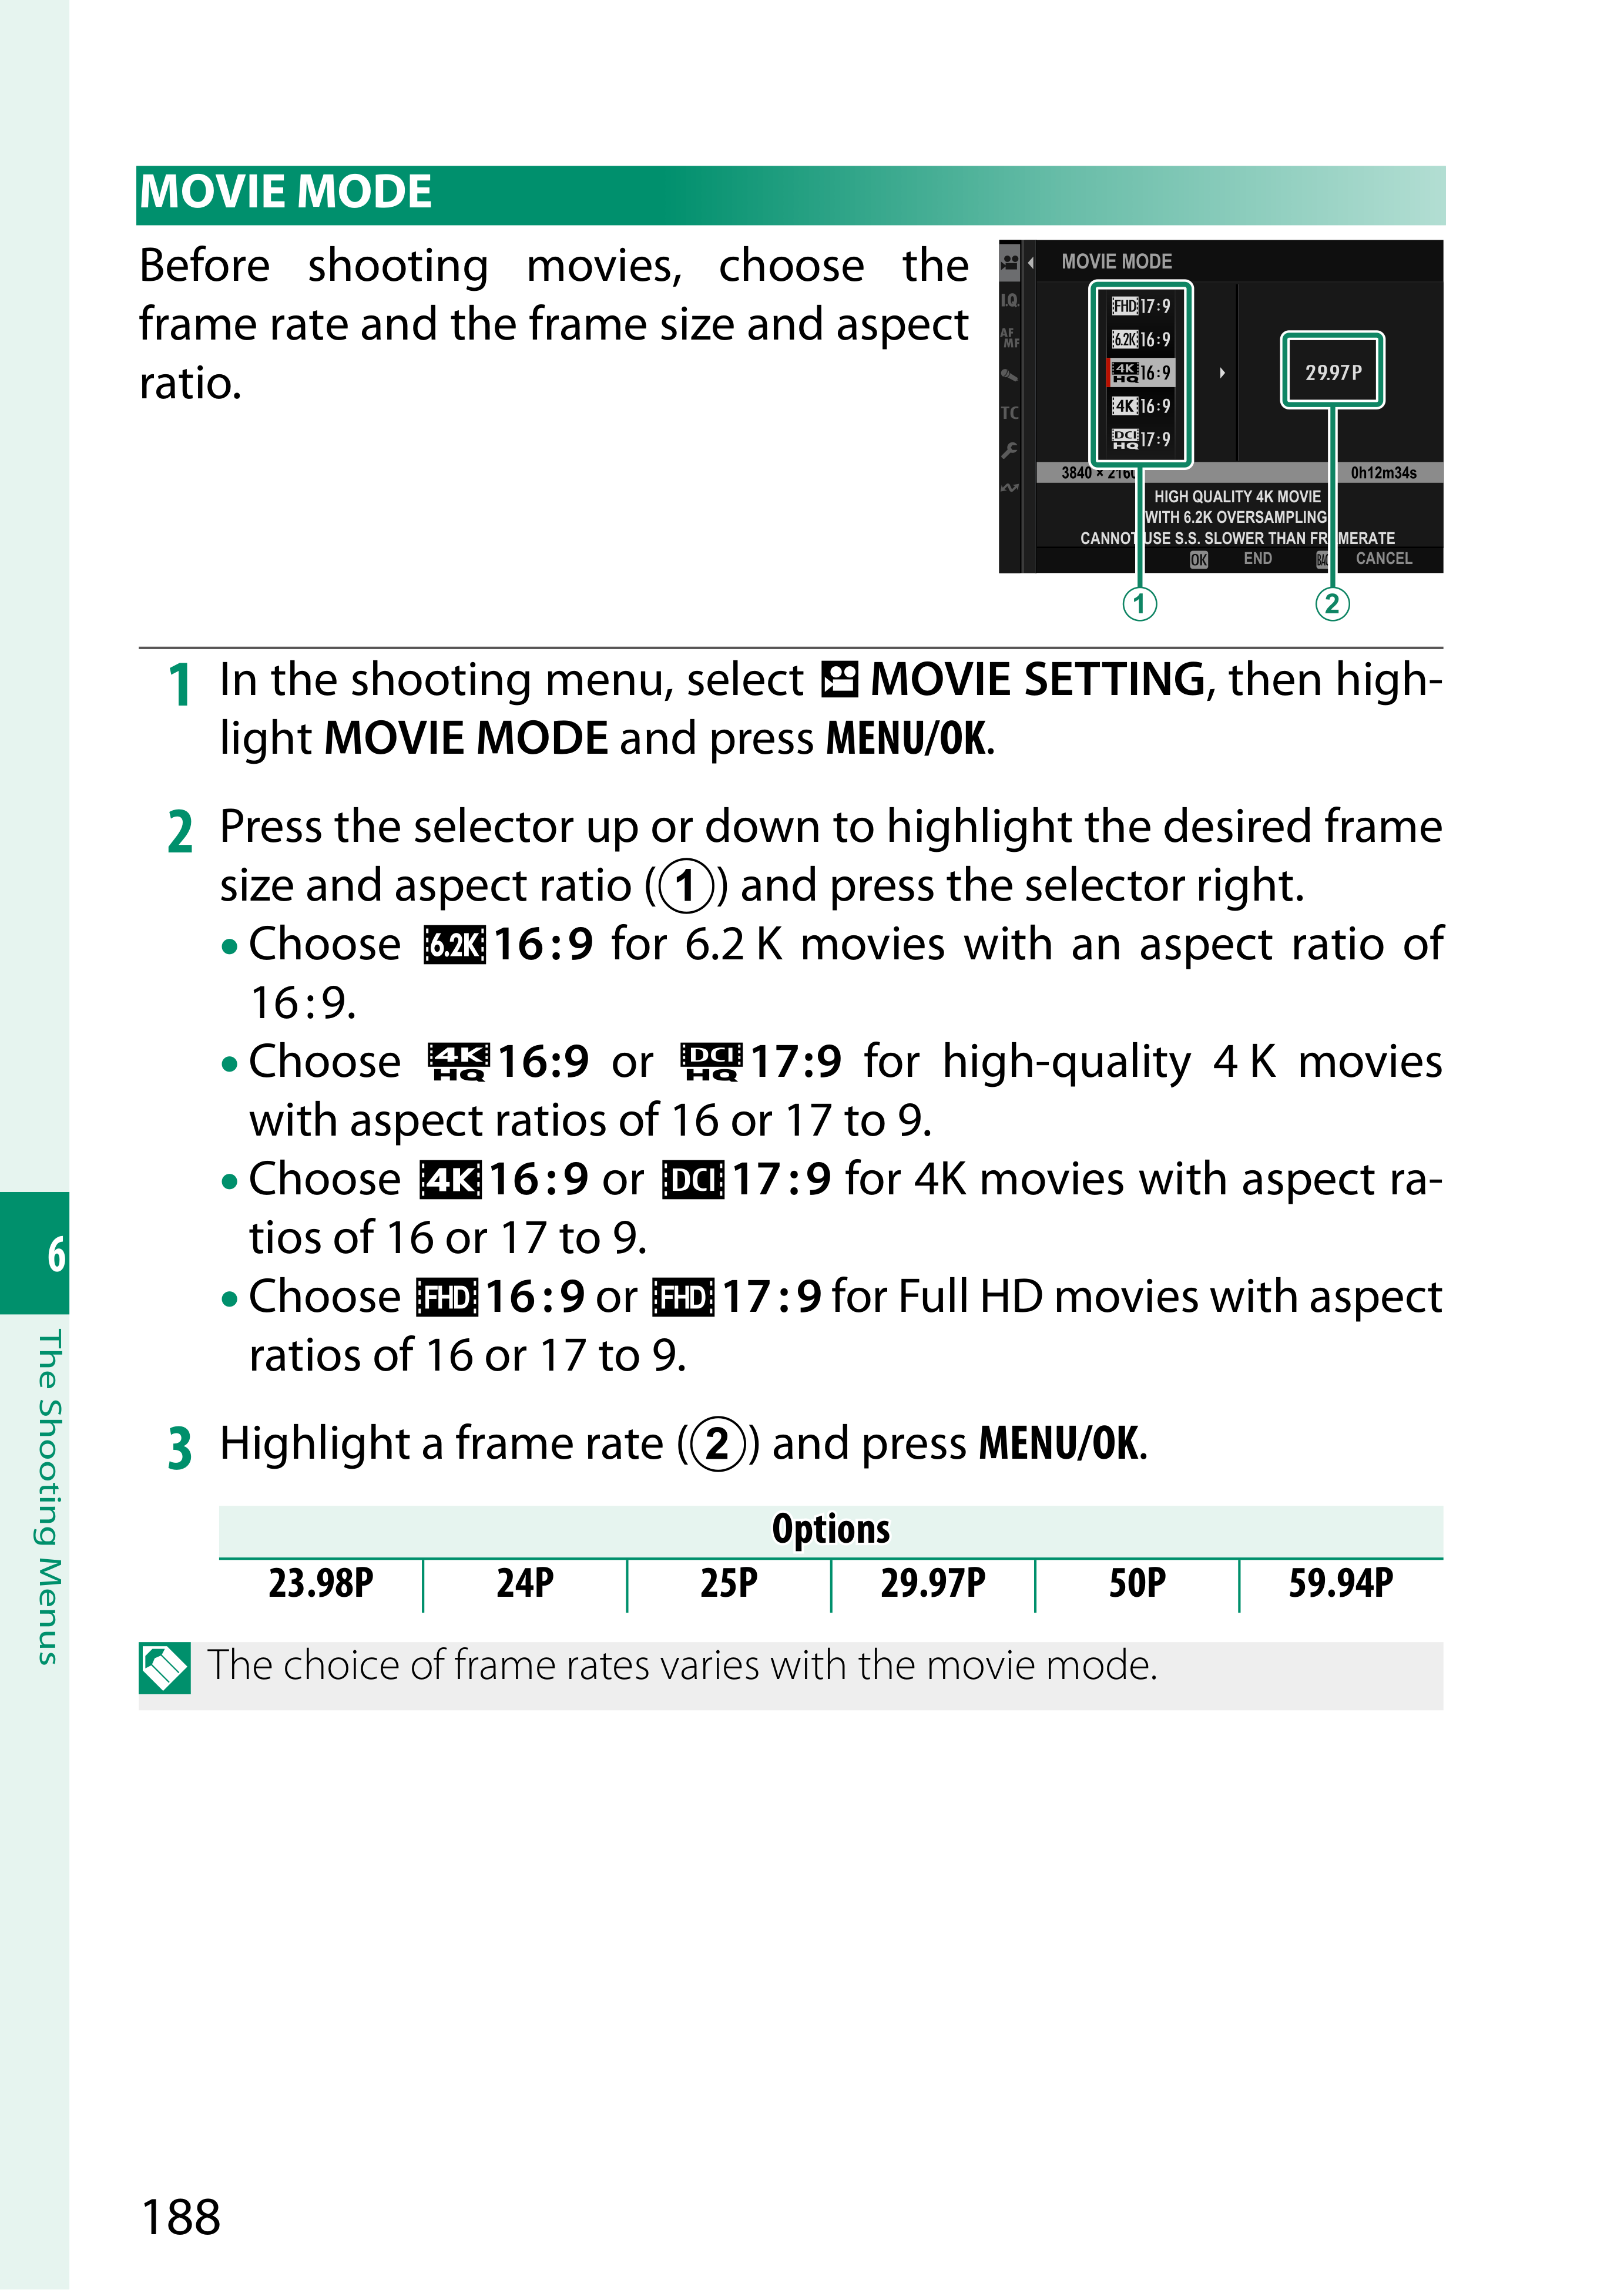 MOVIE MODE
Before shooting movies, choose the
frame rate and the frame size and aspect
ratio.
MOVIE MODE
I.Q.
AF
MF
TC
FHD 17:9
6.2K 16:9
4K HQ 16:9
4K 16:9
DCI HQ 17:9
29.97P
3840 × 2160
0h12m34s
HIGH QUALITY 4K MOVIE
WITH 6.2K OVERSAMPLING
CANNOT USE S.S. SLOWER THAN FRAMERATE
OK END
CANCEL
1 2
1 In the shooting menu, select MOVIE SETTING, then high-
light MOVIE MODE and press MENU/OK.
2 Press the selector up or down to highlight the desired frame
size and aspect ratio (①) and press the selector right.
• Choose 6.2K 16:9 for 6.2 K movies with an aspect ratio of
16:9.
• Choose 4K HQ 16:9 or DCI HQ 17:9 for high-quality 4 K movies
with aspect ratios of 16 or 17 to 9.
• Choose 4K 16:9 or DCI 17:9 for 4K movies with aspect ra-
tios of 16 or 17 to 9.
• Choose FHD 16:9 or FHD 17:9 for Full HD movies with aspect
ratios of 16 or 17 to 9.
3 Highlight a frame rate (②) and press MENU/OK.
Options
23.98P 24P 25P 29.97P 50P 59.94P
The choice of frame rates varies with the movie mode.
6
The Shooting Menus
188